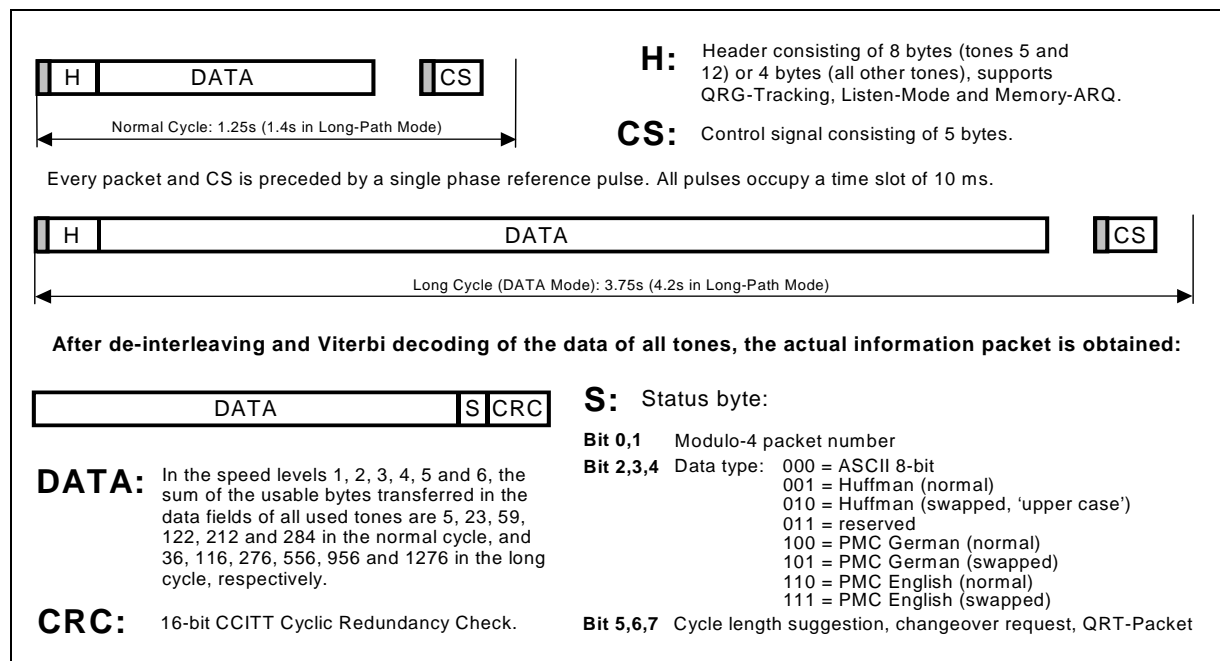 H DATA CS
Normal Cycle: 1.25s (1.4s in Long-Path Mode)
H: Header consisting of 8 bytes (tones 5 and
12) or 4 bytes (all other tones), supports
QRG-Tracking, Listen-Mode and Memory-ARQ.
CS: Control signal consisting of 5 bytes.
Every packet and CS is preceded by a single phase reference pulse. All pulses occupy a time slot of 10 ms.
H DATA CS
Long Cycle (DATA Mode): 3.75s (4.2s in Long-Path Mode)
After de-interleaving and Viterbi decoding of the data of all tones, the actual information packet is obtained:
DATA S CRC
DATA: In the speed levels 1, 2, 3, 4, 5 and 6, the
sum of the usable bytes transferred in the
data fields of all used tones are 5, 23, 59,
122, 212 and 284 in the normal cycle, and
36, 116, 276, 556, 956 and 1276 in the long
cycle, respectively.
CRC: 16-bit CCITT Cyclic Redundancy Check.
S: Status byte:
Bit 0,1 Modulo-4 packet number
Bit 2,3,4 Data type: 000 = ASCII 8-bit
001 = Huffman (normal)
010 = Huffman (swapped, ‘upper case’)
011 = reserved
100 = PMC German (normal)
101 = PMC German (swapped)
110 = PMC English (normal)
111 = PMC English (swapped)
Bit 5,6,7 Cycle length suggestion, changeover request, QRT-Packet